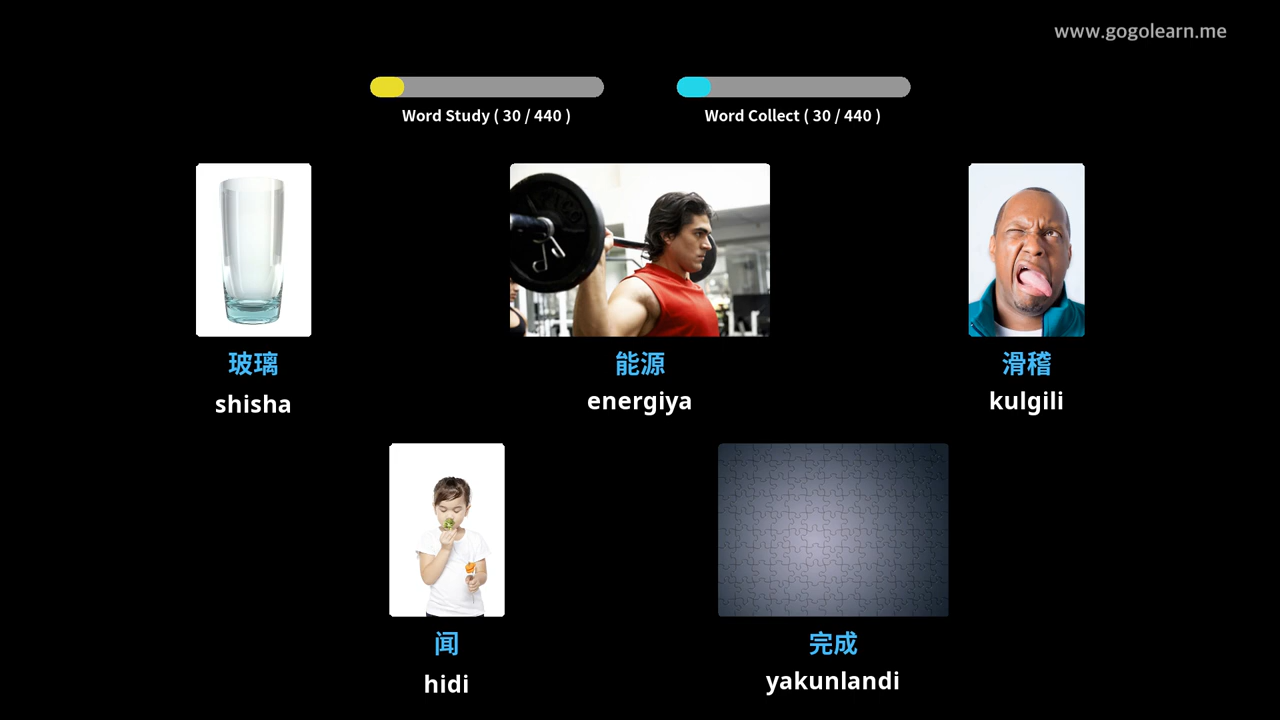 www.gogolearn.me
Word Study ( 30 / 440 )
Word Collect ( 30 / 440 )
玻璃
能源
滑稽
shisha
energiya
kulgili
闻
完成
hidi
yakunlandi